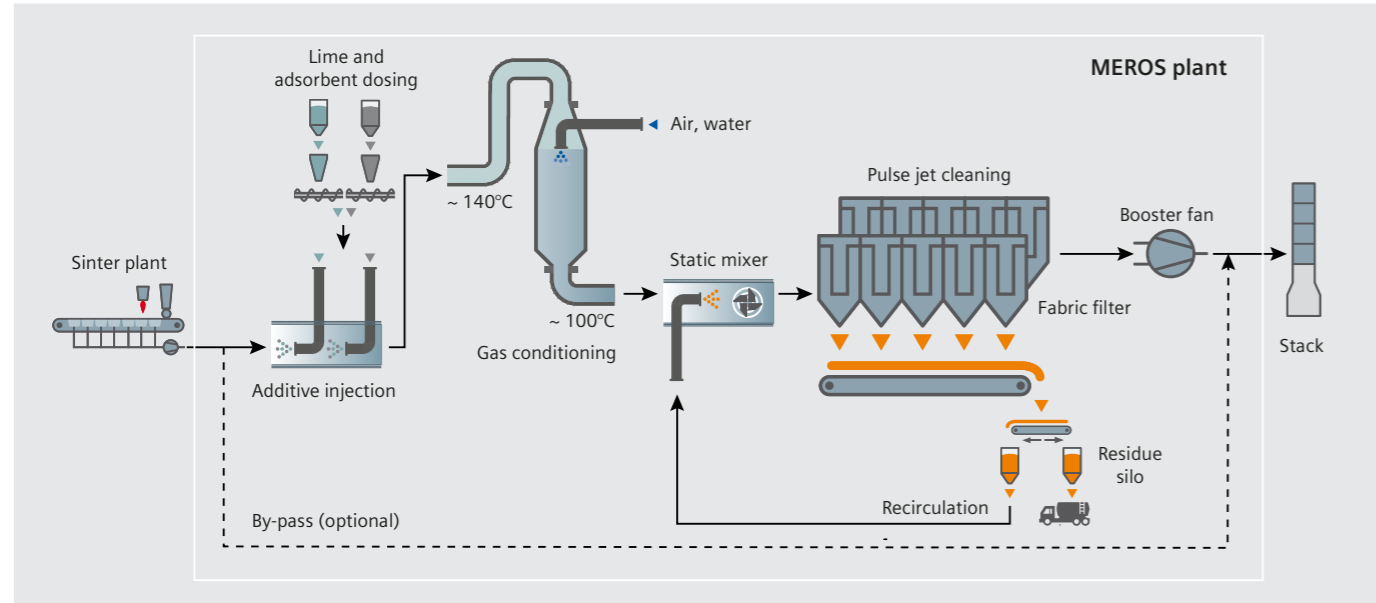 MEROS plant
Lime and
adsorbent dosing
Air, water
~ 140°C
Pulse jet cleaning
Booster fan
Sinter plant
Static mixer
Fabric filter
~ 100°C
Gas conditioning
Stack
Additive injection
Residue
silo
Recirculation
By-pass (optional)